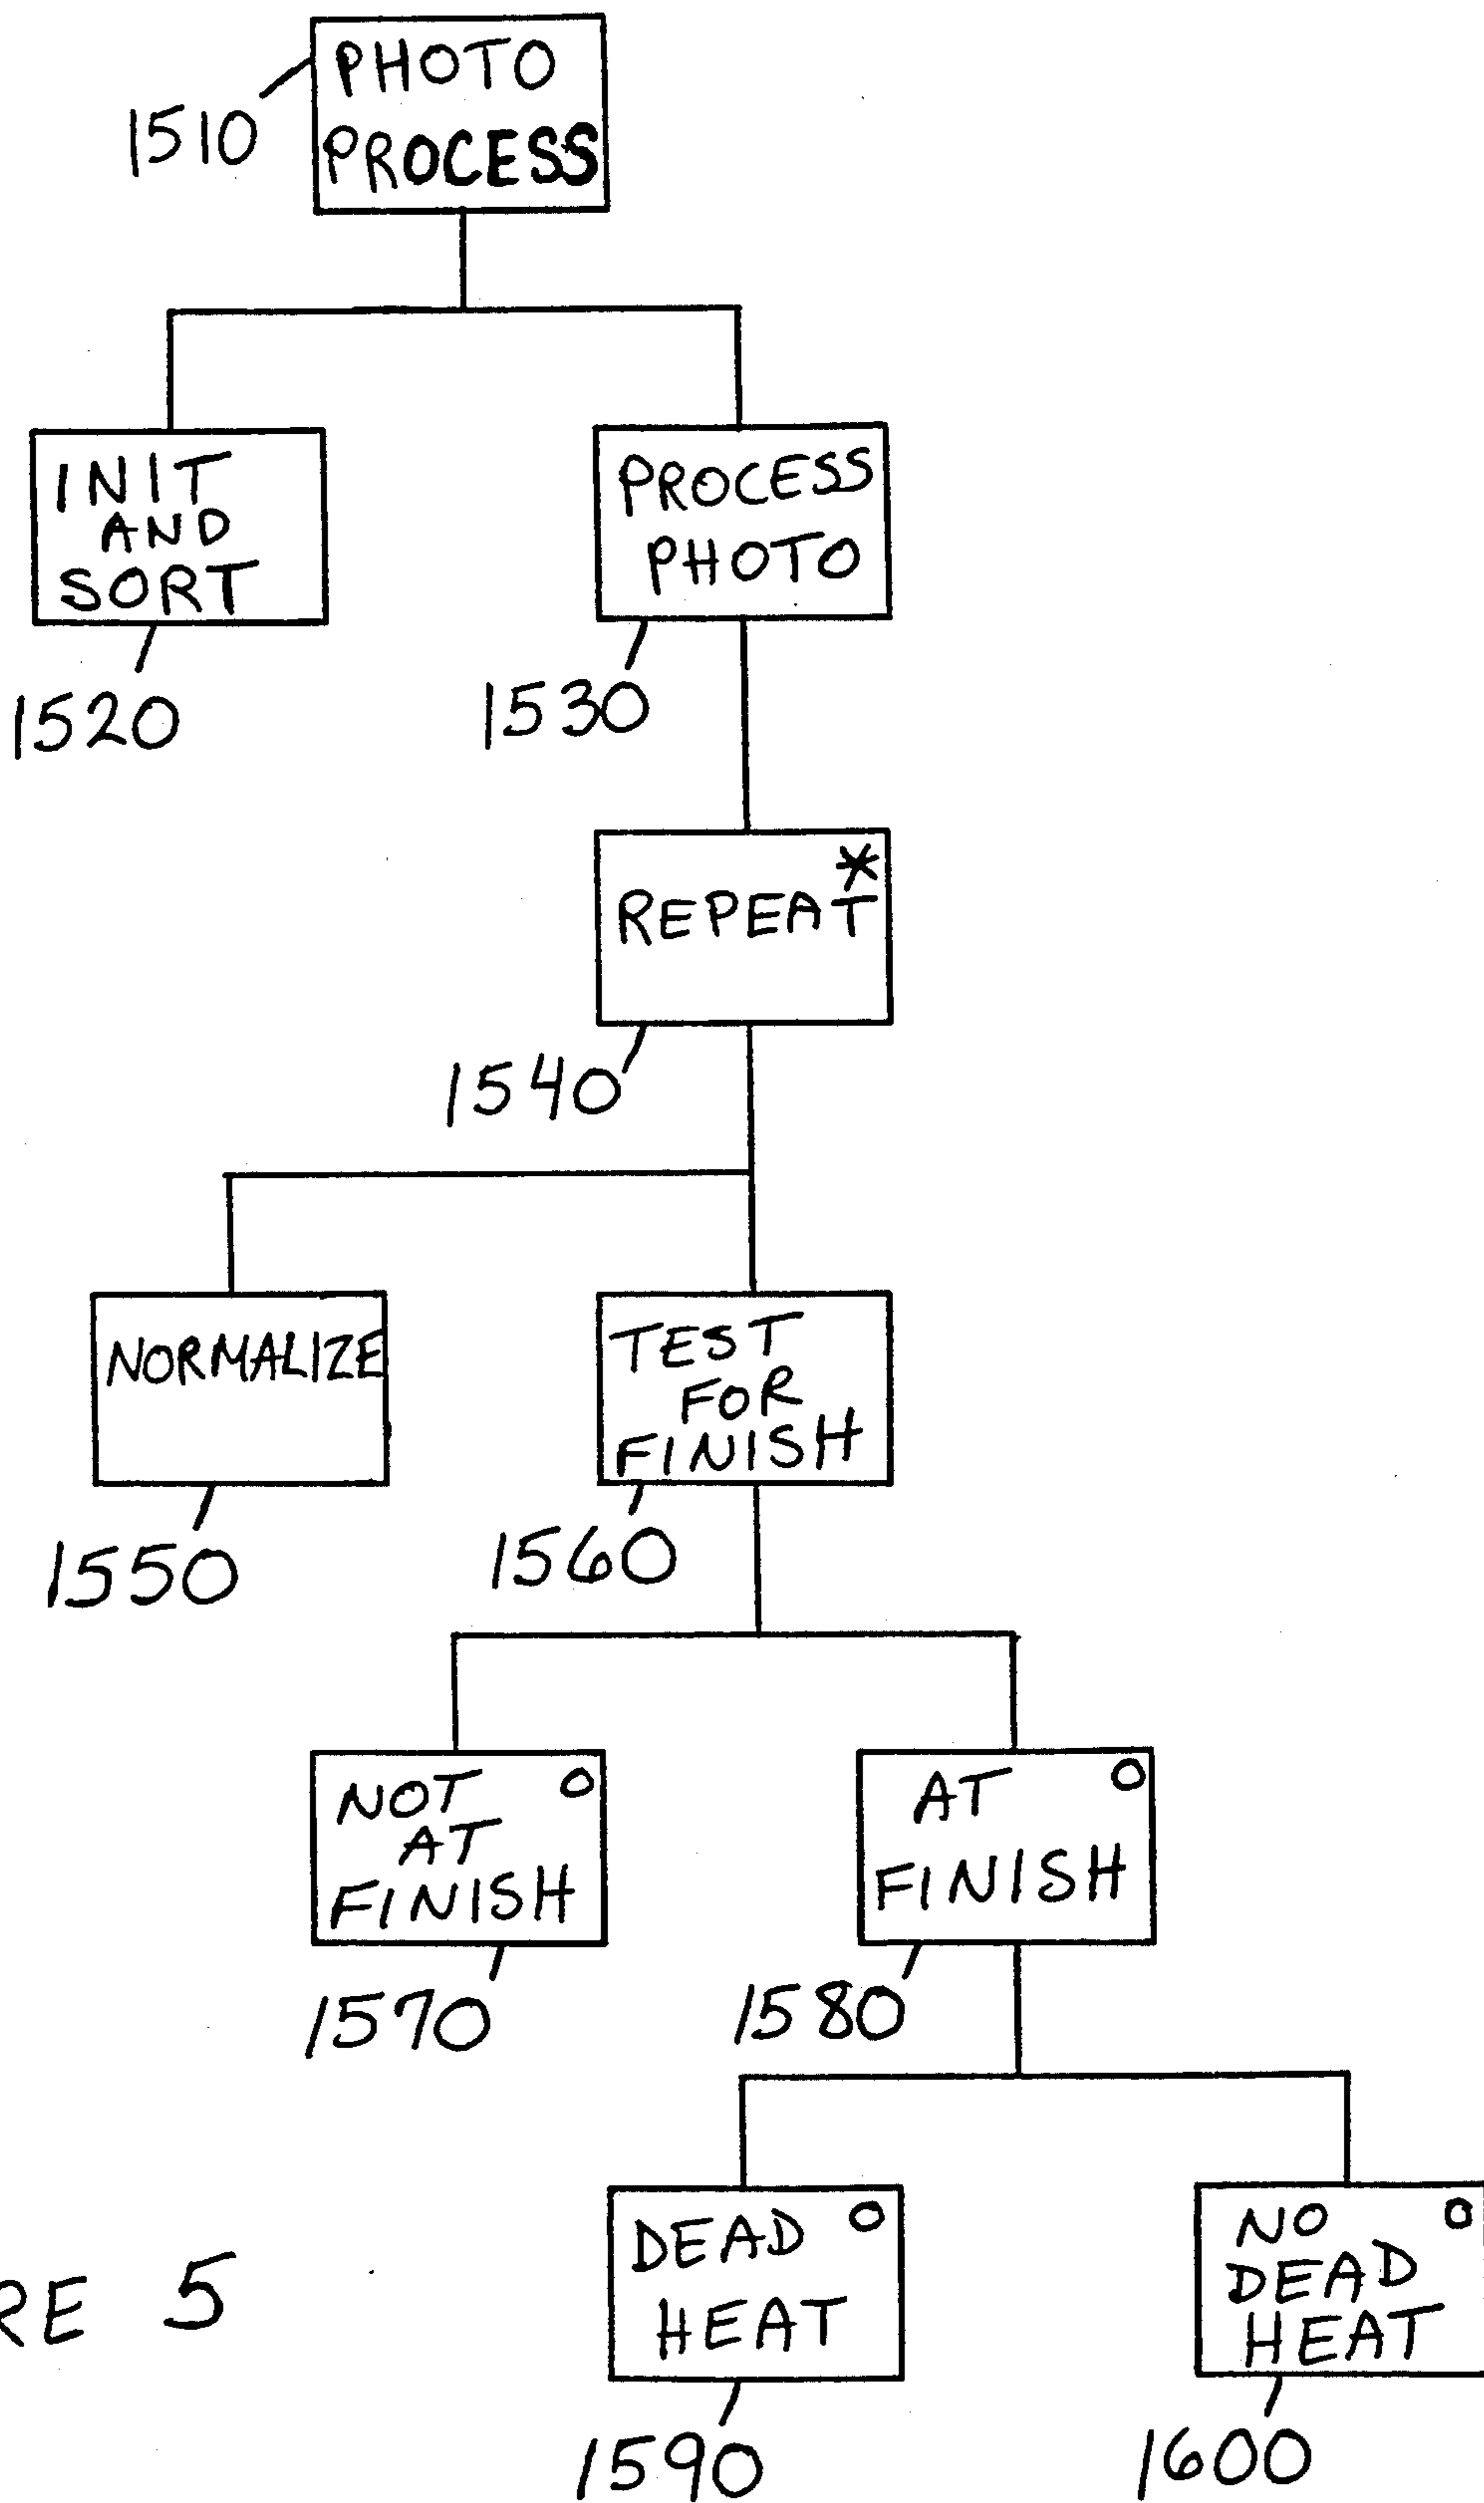 PHOTO
PROCESS
1510
INIT
AND
SORT
1520
PROCESS
PHOTO
1530
*
REPEAT
1540
NORMALIZE
1550
TEST
FOR
FINISH
1560
NOT O
AT
FINISH
1570
AT O
FINISH
1580
DEAD O
HEAT
1590
NO O
DEAD
HEAT
1600
RE 5